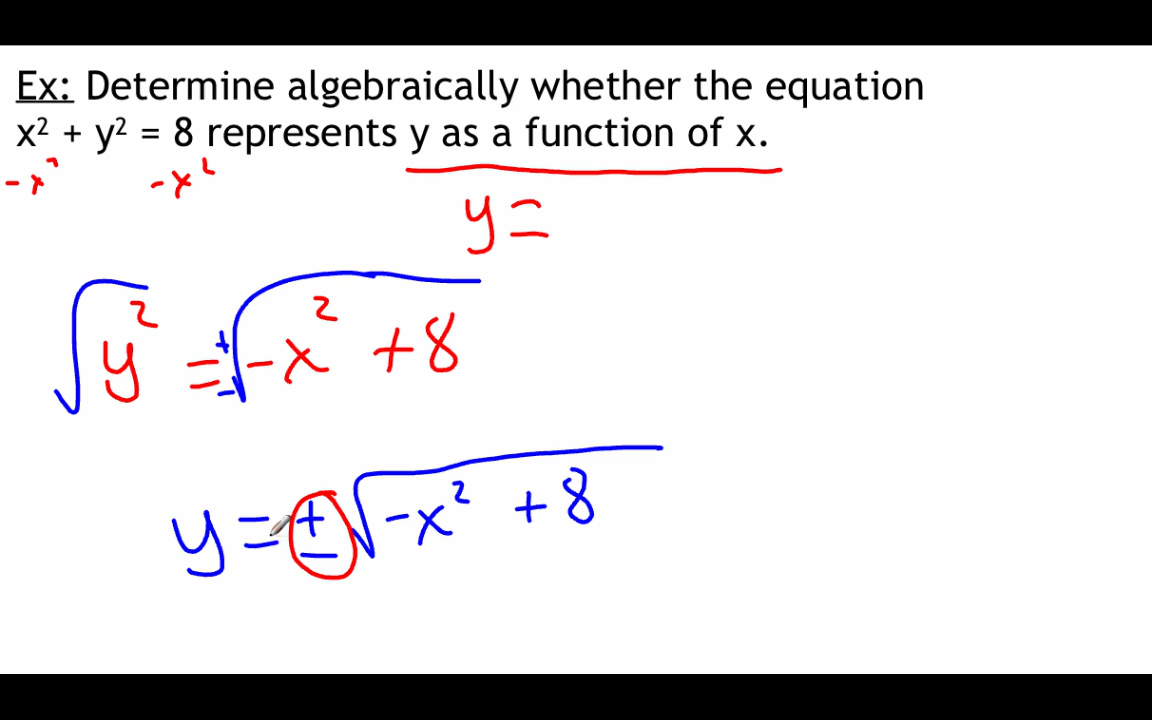 Ex: Determine algebraically whether the equation
x² + y² = 8 represents y as a function of x.
-x² -x²
y =
√y² = ±√-x² + 8
y = ±√-x² + 8